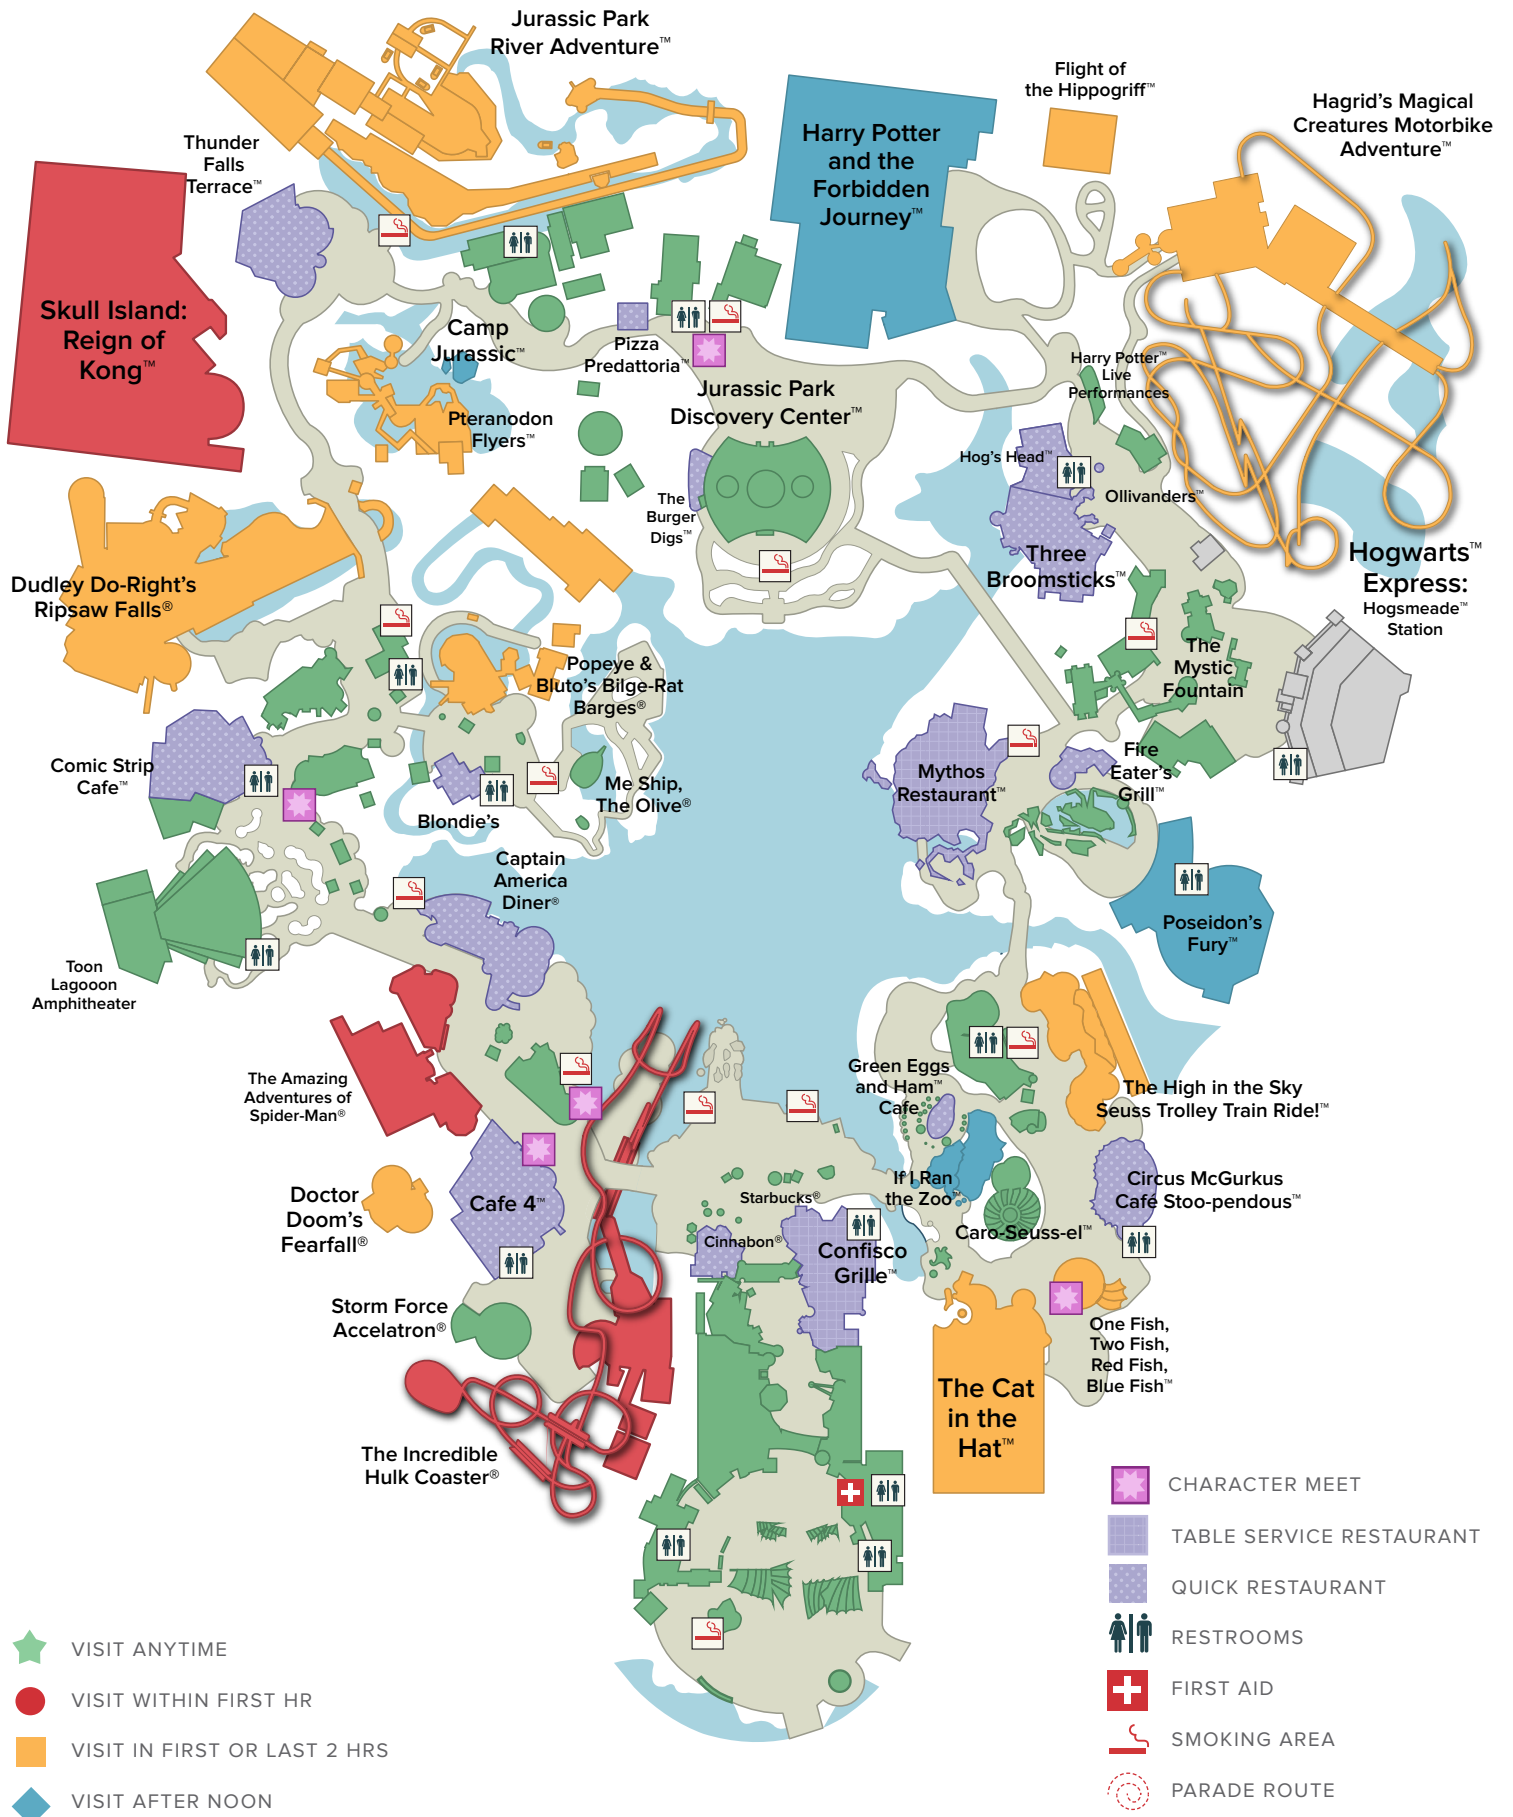 Jurassic Park
River Adventure™
Flight of
the Hippogriff™
Hagrid's Magical
Creatures Motorbike
Adventure™
Harry Potter
and the
Forbidden
Journey™
Thunder
Falls
Terrace™
Skull Island:
Reign of
Kong™
Camp
Jurassic™
Pizza
Predattoria™
Harry Potter™
Live
Performances
Jurassic Park
Discovery Center™
Pteranodon
Flyers™
Hog's Head™
Ollivanders™
The
Burger
Digs™
Three
Broomsticks™
Hogwarts™
Express:
Hogsmeade™
Station
Dudley Do-Right's
Ripsaw Falls®
The
Mystic
Fountain
Popeye &
Bluto's Bilge-Rat
Barges®
Comic Strip
Cafe™
Me Ship,
The Olive®
Blondie's
Mythos
Restaurant™
Fire
Eater's
Grill™
Captain
America
Diner®
Poseidon's
Fury™
Toon
Lagooon
Amphitheater
The Amazing
Adventures of
Spider-Man®
Green Eggs
and Ham™
Cafe
The High in the Sky
Seuss Trolley Train Ride!™
Doctor
Doom's
Fearfall®
Cafe 4™
Starbucks®
If I Ran
the Zoo™
Circus McGurkus
Café Stoo-pendous™
Cinnabon®
Confisco
Grille™
Caro-Seuss-el™
Storm Force
Accelatron®
One Fish,
Two Fish,
Red Fish,
Blue Fish™
The Cat
in the
Hat™
The Incredible
Hulk Coaster®
CHARACTER MEET
TABLE SERVICE RESTAURANT
QUICK RESTAURANT
RESTROOMS
FIRST AID
SMOKING AREA
PARADE ROUTE
VISIT ANYTIME
VISIT WITHIN FIRST HR
VISIT IN FIRST OR LAST 2 HRS
VISIT AFTER NOON